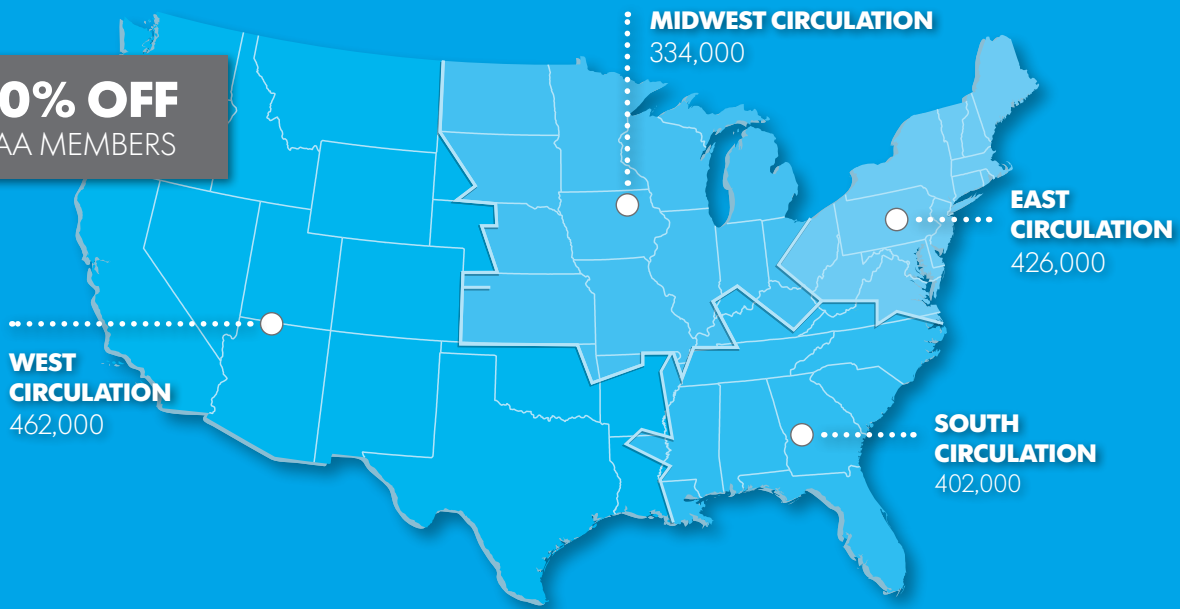 MIDWEST CIRCULATION
334,000
0% OFF
AA MEMBERS
EAST
CIRCULATION
426,000
WEST
CIRCULATION
462,000
SOUTH
CIRCULATION
402,000